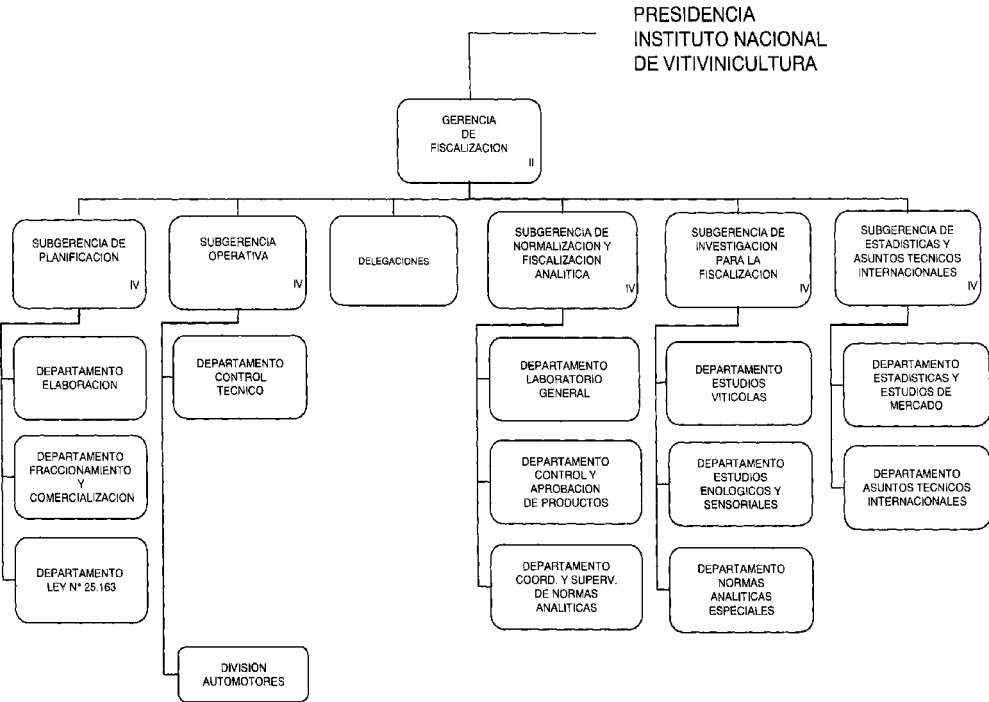 PRESIDENCIA
INSTITUTO NACIONAL
DE VITIVINICULTURA
GERENCIA
DE
FISCALIZACION
II
SUBGERENCIA DE
PLANIFICACION
IV
SUBGERENCIA
OPERATIVA
IV
DELEGACIONES
SUBGERENCIA DE
NORMALIZACION Y
FISCALIZACION
ANALITICA
IV
SUBGERENCIA DE
INVESTIGACION
PARA LA
FISCALIZACION
IV
SUBGERENCIA DE
ESTADISTICAS Y
ASUNTOS TECNICOS
INTERNACIONALES
IV
DEPARTAMENTO
ELABORACION
DEPARTAMENTO
FRACCIONAMIENTO
Y
COMERCIALIZACION
DEPARTAMENTO
LEY N° 25.163
DEPARTAMENTO
CONTROL
TECNICO
DIVISION
AUTOMOTORES
DEPARTAMENTO
LABORATORIO
GENERAL
DEPARTAMENTO
CONTROL Y
APROBACION
DE PRODUCTOS
DEPARTAMENTO
COORD. Y SUPERV.
DE NORMAS
ANALITICAS
DEPARTAMENTO
ESTUDIOS
VITICOLAS
DEPARTAMENTO
ESTUDIOS
ENOLOGICOS Y
SENSORIALES
DEPARTAMENTO
NORMAS
ANALITICAS
ESPECIALES
DEPARTAMENTO
ESTADISTICAS Y
ESTUDIOS DE
MERCADO
DEPARTAMENTO
ASUNTOS TECNICOS
INTERNACIONALES